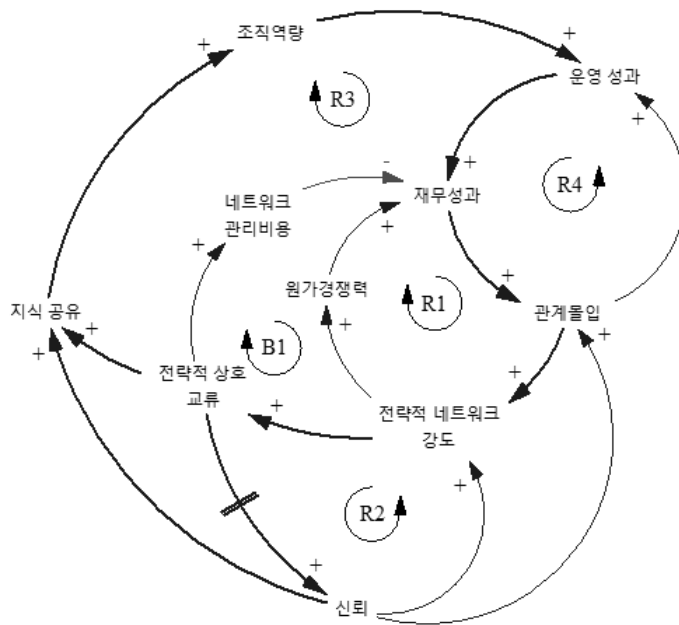 조직역량
+
+
운영 성과
R3
+
-
+
R4
네트워크
관리비용
재무성과
+
+
원가경쟁력
R1
+
지식 공유
+
+
B1
+
관계몰입
+
+
전략적 상호
교류
+
+
전략적 네트워크
강도
+
R2
+
신뢰